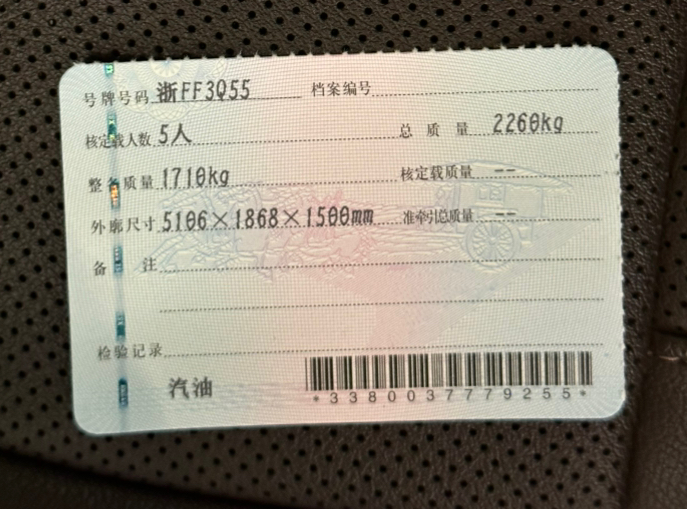 号牌号码 浙FF3Q55 档案编号
核定载人数 5人 总质量 2260kg
整备质量 1710kg 核定载质量 --
外廓尺寸 5106×1868×1500mm 准牵引总质量 --
备注
检验记录
汽油
*3380037779255*